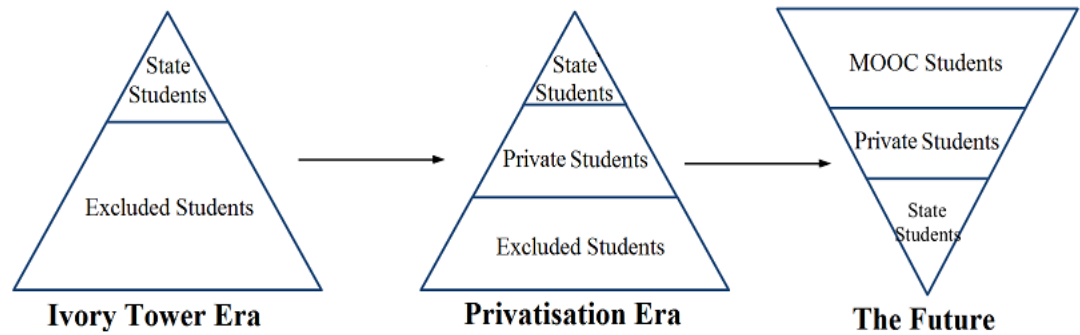 State
Students
Excluded Students
Ivory Tower Era
State
Students
Private Students
Excluded Students
Privatisation Era
MOOC Students
Private Students
State
Students
The Future